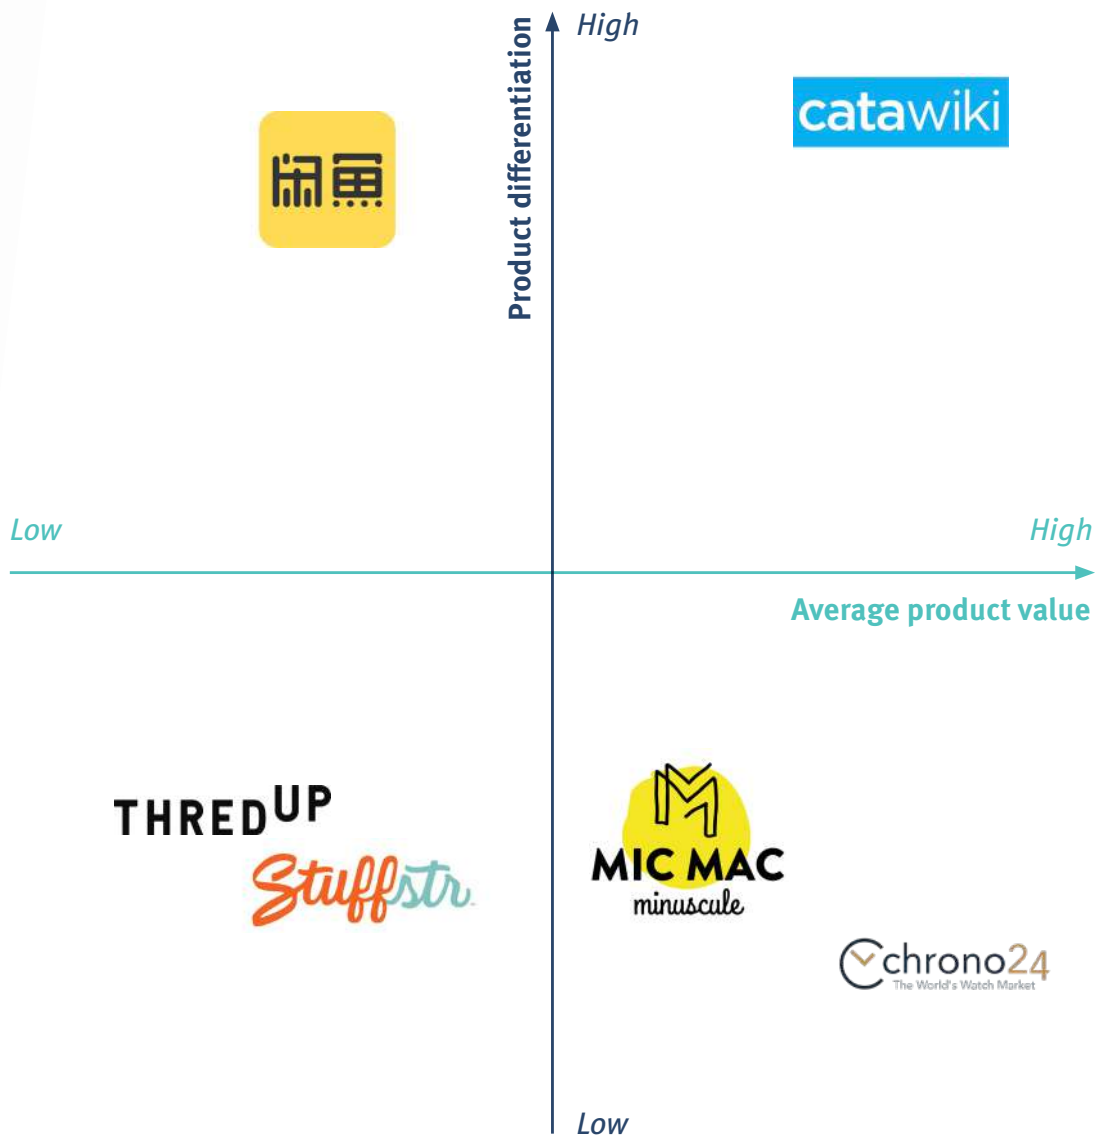 High
Product differentiation
catawiki
闲鱼
Low
High
Average product value
THREDUP
Stuffstr
M
MIC MAC
minuscule
chrono24
The World's Watch Market
Low